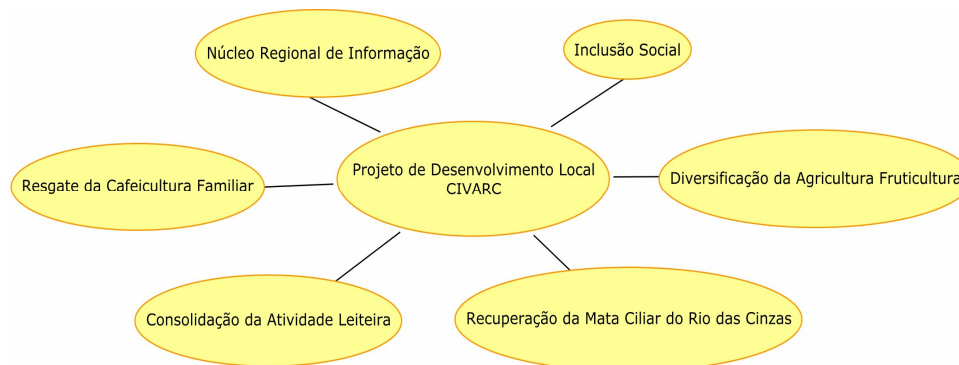 Núcleo Regional de Informação
Inclusão Social
Projeto de Desenvolvimento Local
CIVARC
Resgate da Cafeicultura Familiar
Diversificação da Agricultura Fruticultura
Consolidação da Atividade Leiteira
Recuperação da Mata Ciliar do Rio das Cinzas